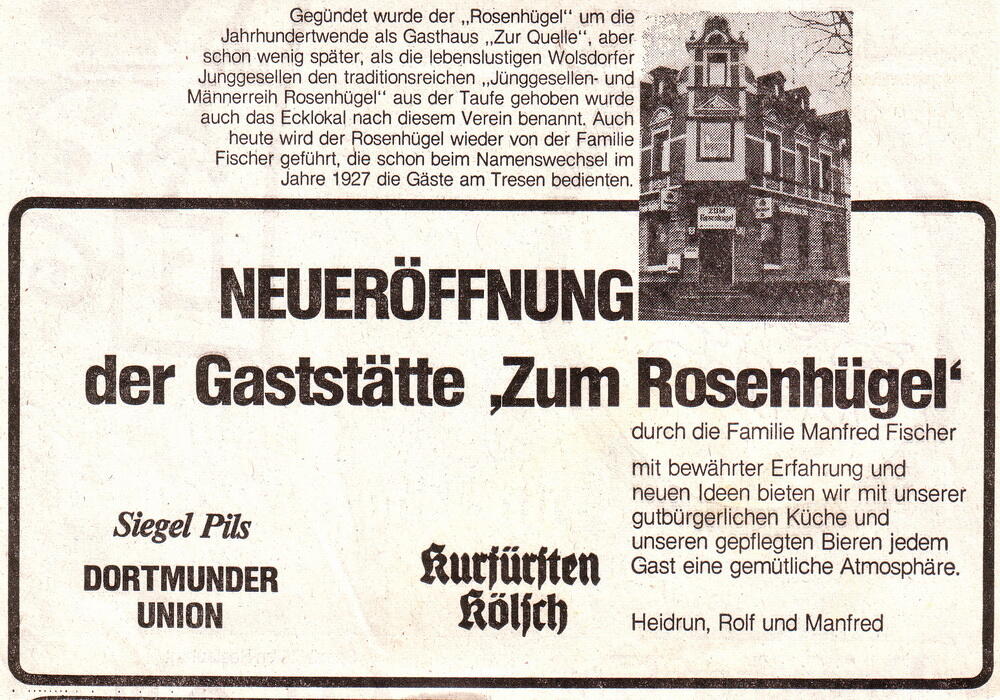 Gegündet wurde der „Rosenhügel“ um die
Jahrhundertwende als Gasthaus „Zur Quelle“, aber
schon wenig später, als die lebenslustigen Wolsdorfer
Junggesellen den traditionsreichen „Jünggesellen- und
Männerreih Rosenhügel“ aus der Taufe gehoben wurde
auch das Ecklokal nach diesem Verein benannt. Auch
heute wird der Rosenhügel wieder von der Familie
Fischer geführt, die schon beim Namenswechsel im
Jahre 1927 die Gäste am Tresen bedienten.
ZUM
Rosenhügel
NEUERÖFFNUNG
der Gaststätte ‚Zum Rosenhügel‘
durch die Familie Manfred Fischer
mit bewährter Erfahrung und
neuen Ideen bieten wir mit unserer
gutbürgerlichen Küche und
unseren gepflegten Bieren jedem
Gast eine gemütliche Atmosphäre.
Heidrun, Rolf und Manfred
Siegel Pils
DORTMUNDER
UNION
Kurfürsten
Kölsch